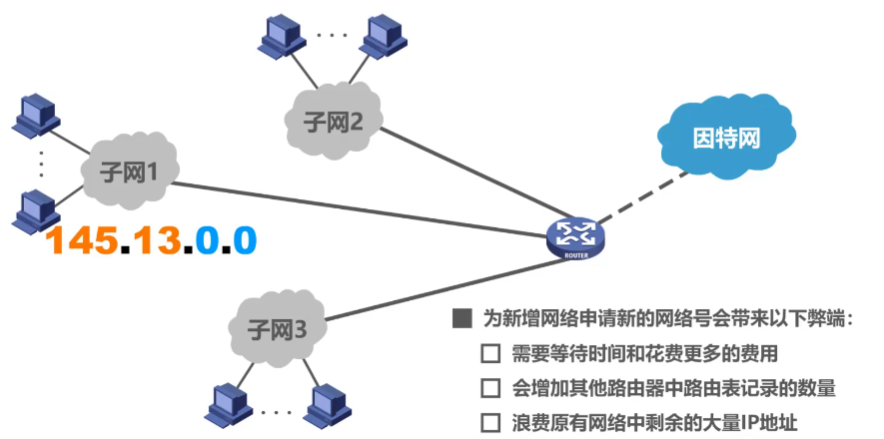 子网2
因特网
子网1
145.13.0.0
ROUTER
子网3
为新增网络申请新的网络号会带来以下弊端：
需要等待时间和花费更多的费用
会增加其他路由器中路由表记录的数量
浪费原有网络中剩余的大量IP地址